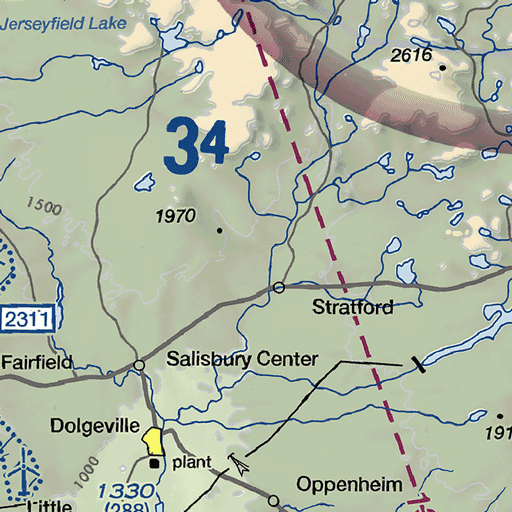 Jerseyfield Lake
2616
34
1500
1970
2311
Stratford
Fairfield
Salisbury Center
Dolgeville
191
plant
1000
1330
(288)
Oppenheim
Little